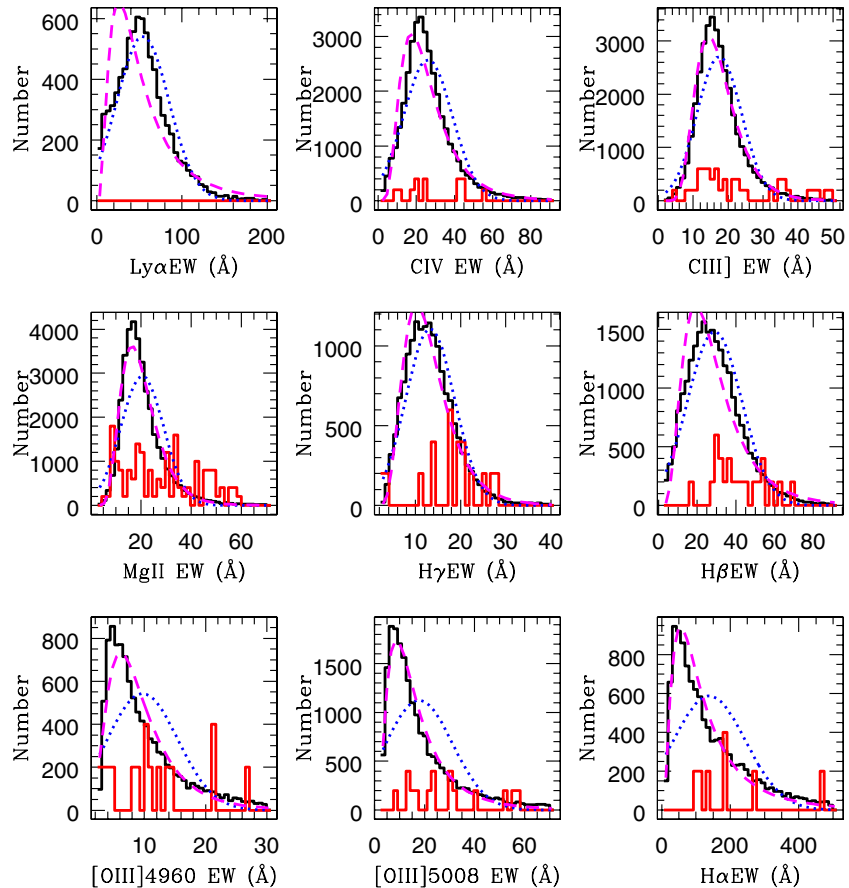 600
400
200
0
Number
0 100 200
LyαEW (Å)
3000
2000
1000
0
Number
0 20 40 60 80
CIV EW (Å)
3000
2000
1000
0
Number
10 20 30 40 50
CIII] EW (Å)
4000
3000
2000
1000
0
Number
20 40 60
MgII EW (Å)
1000
500
0
Number
10 20 30 40
HγEW (Å)
1500
1000
500
0
Number
0 20 40 60 80
HβEW (Å)
800
600
400
200
0
Number
10 20 30
[OIII]4960 EW (Å)
1500
1000
500
0
Number
0 20 40 60
[OIII]5008 EW (Å)
800
600
400
200
0
Number
0 200 400
HαEW (Å)